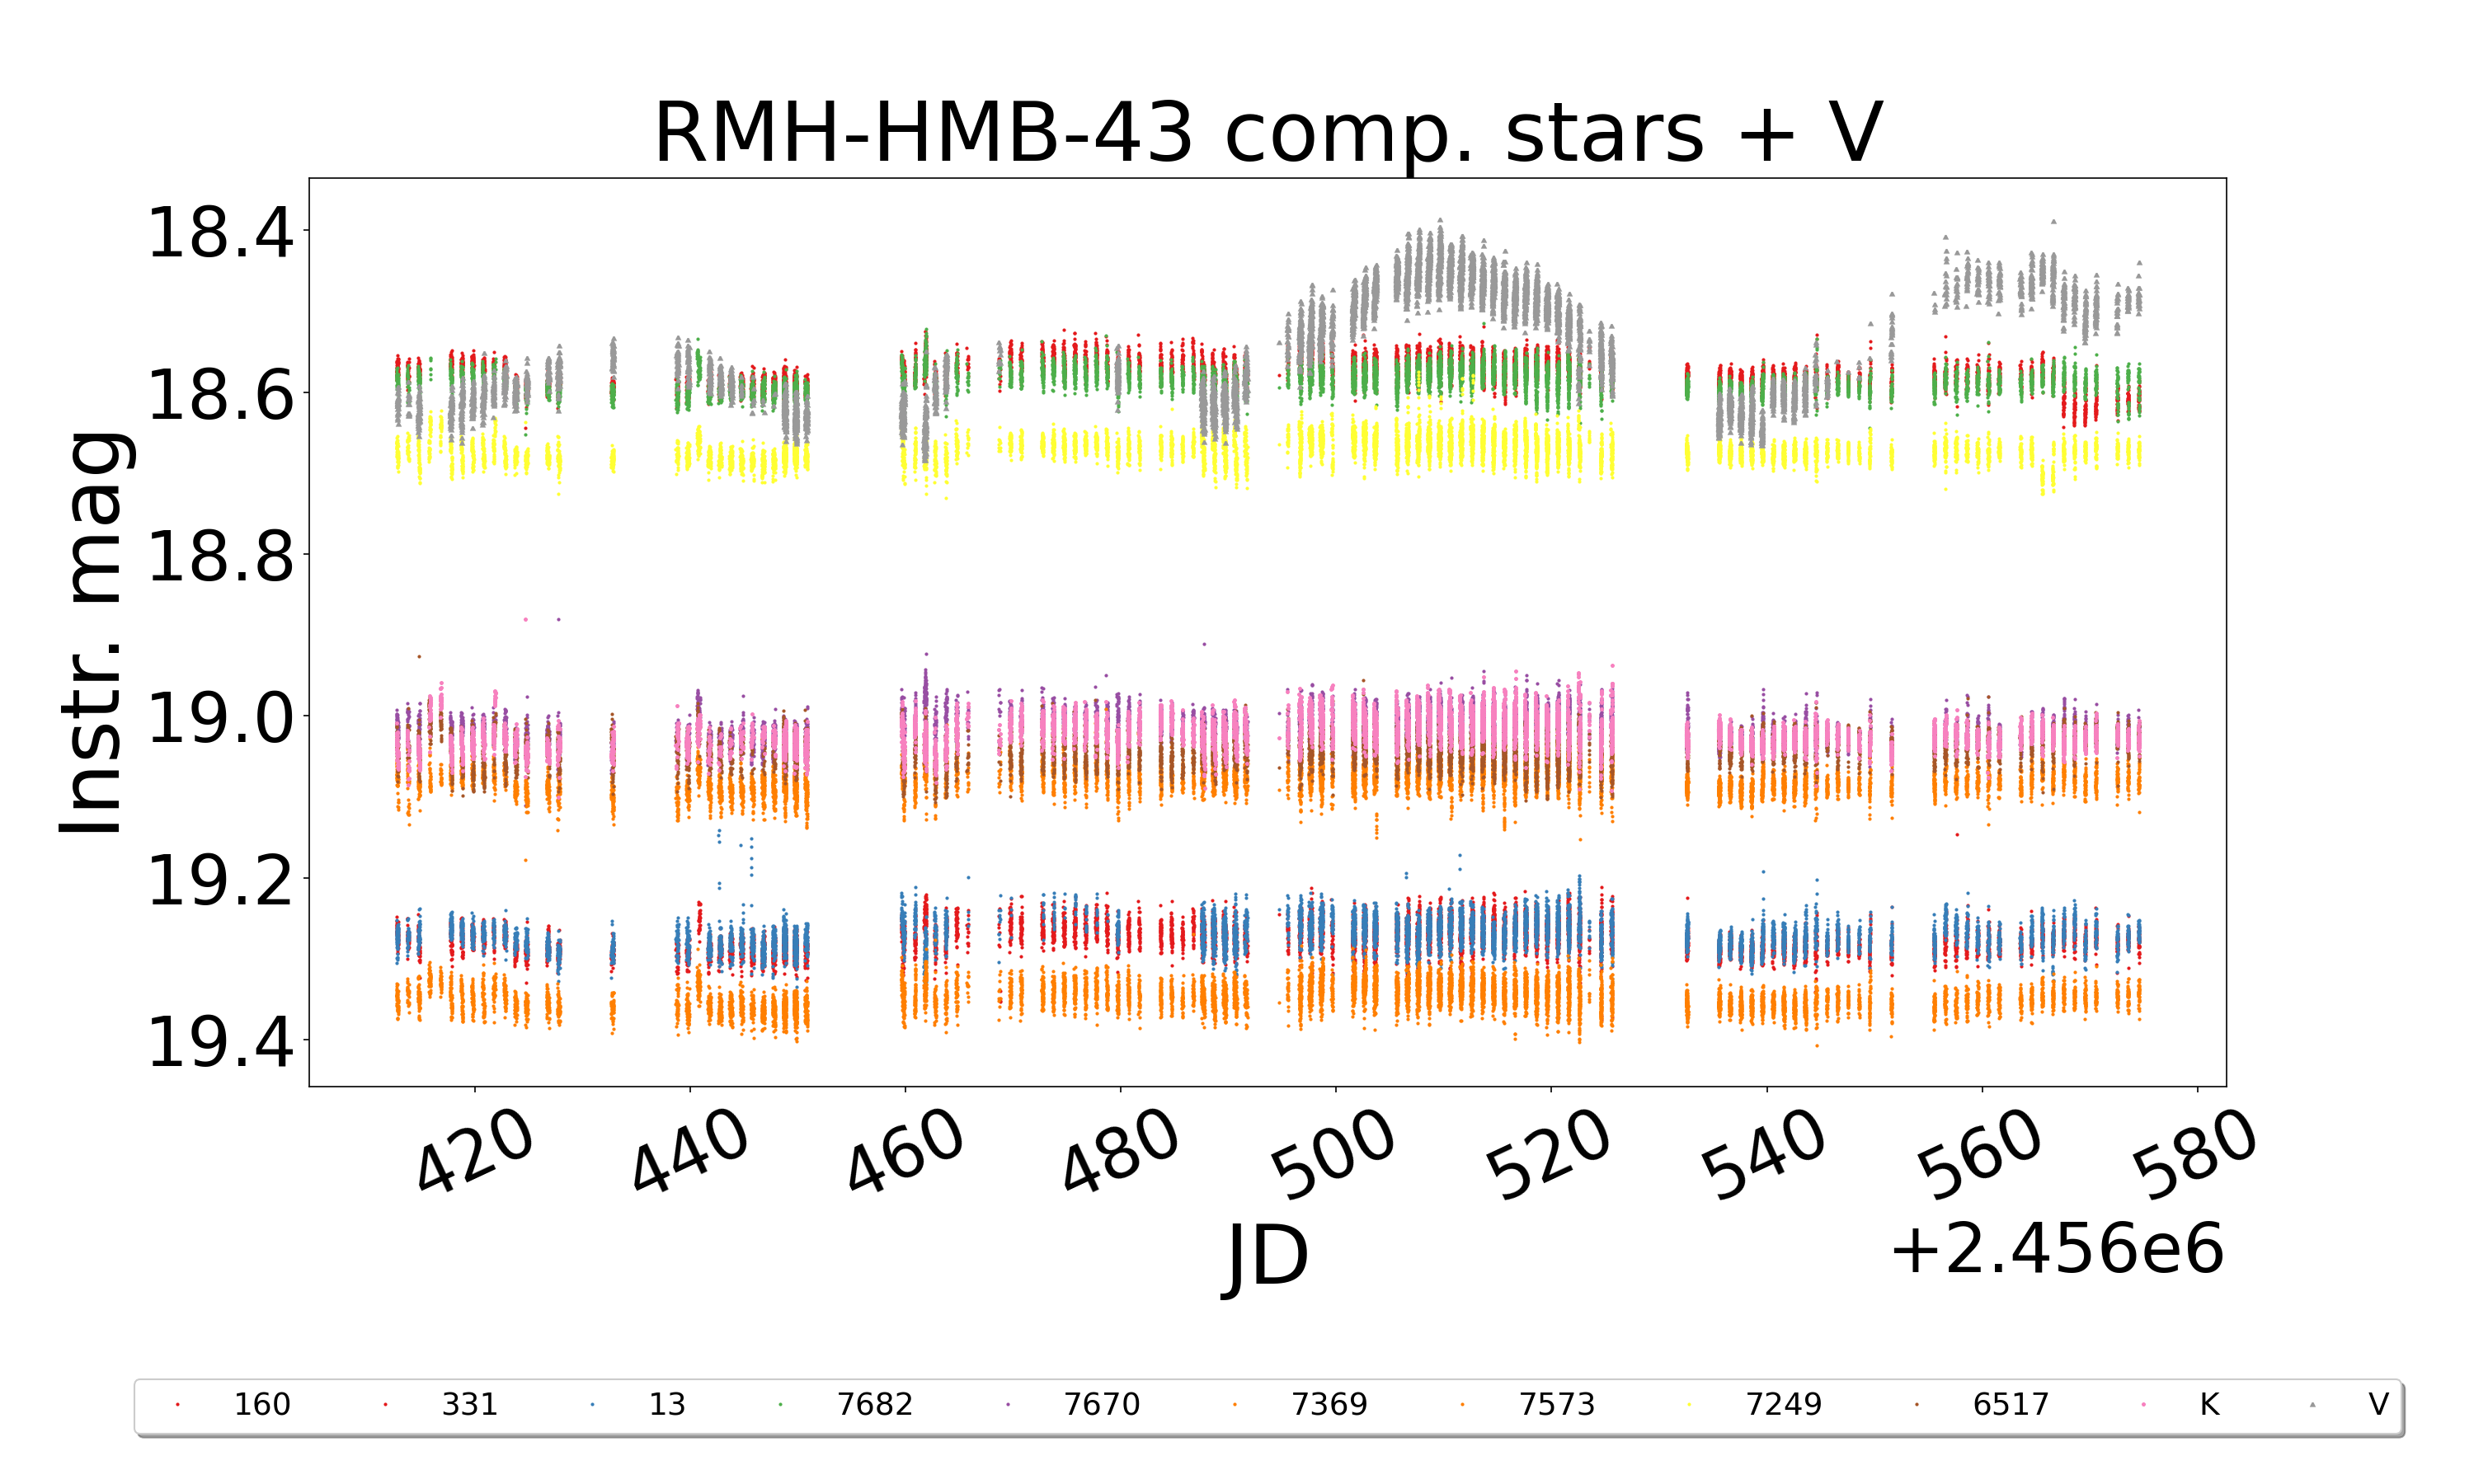 RMH-HMB-43 comp. stars + V
Instr. mag
18.4
18.6
18.8
19.0
19.2
19.4
420 440 460 480 500 520 540 560 580
JD
+2.456e6
160 331 13 7682 7670 7369 7573 7249 6517 K V